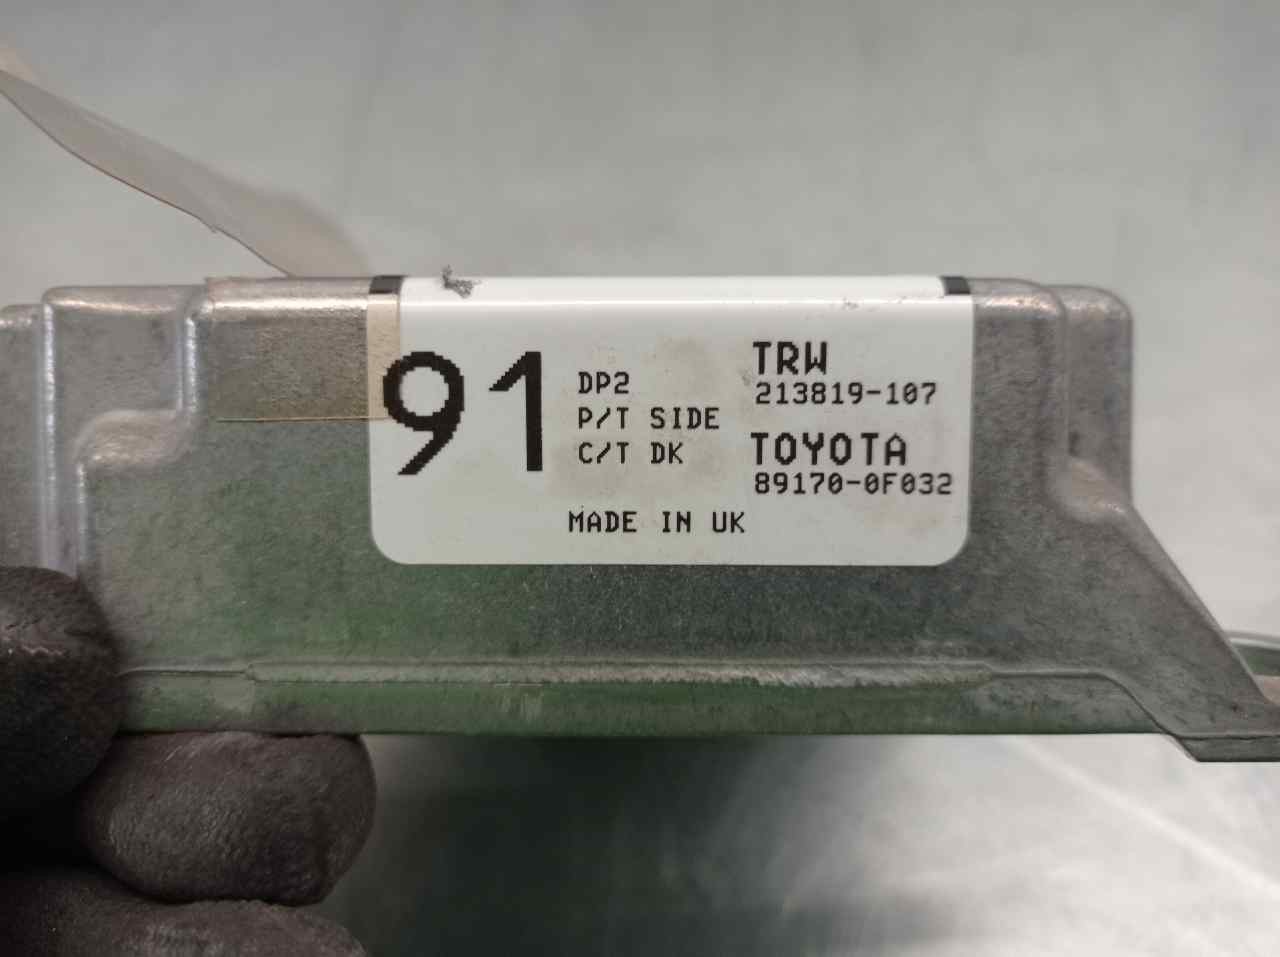 91
DP2
P/T SIDE
C/T DK
TRW
213819-107
TOYOTA
89170-0F032
MADE IN UK